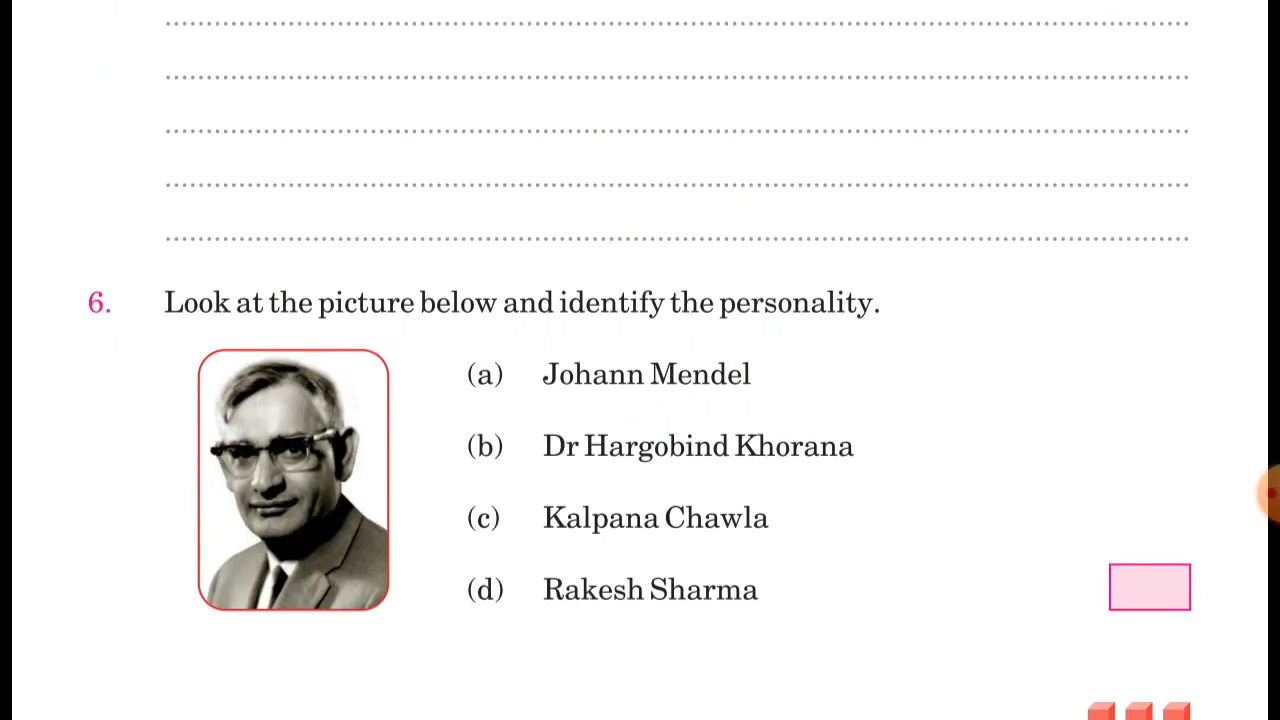 6. Look at the picture below and identify the personality.
(a) Johann Mendel
(b) Dr Hargobind Khorana
(c) Kalpana Chawla
(d) Rakesh Sharma